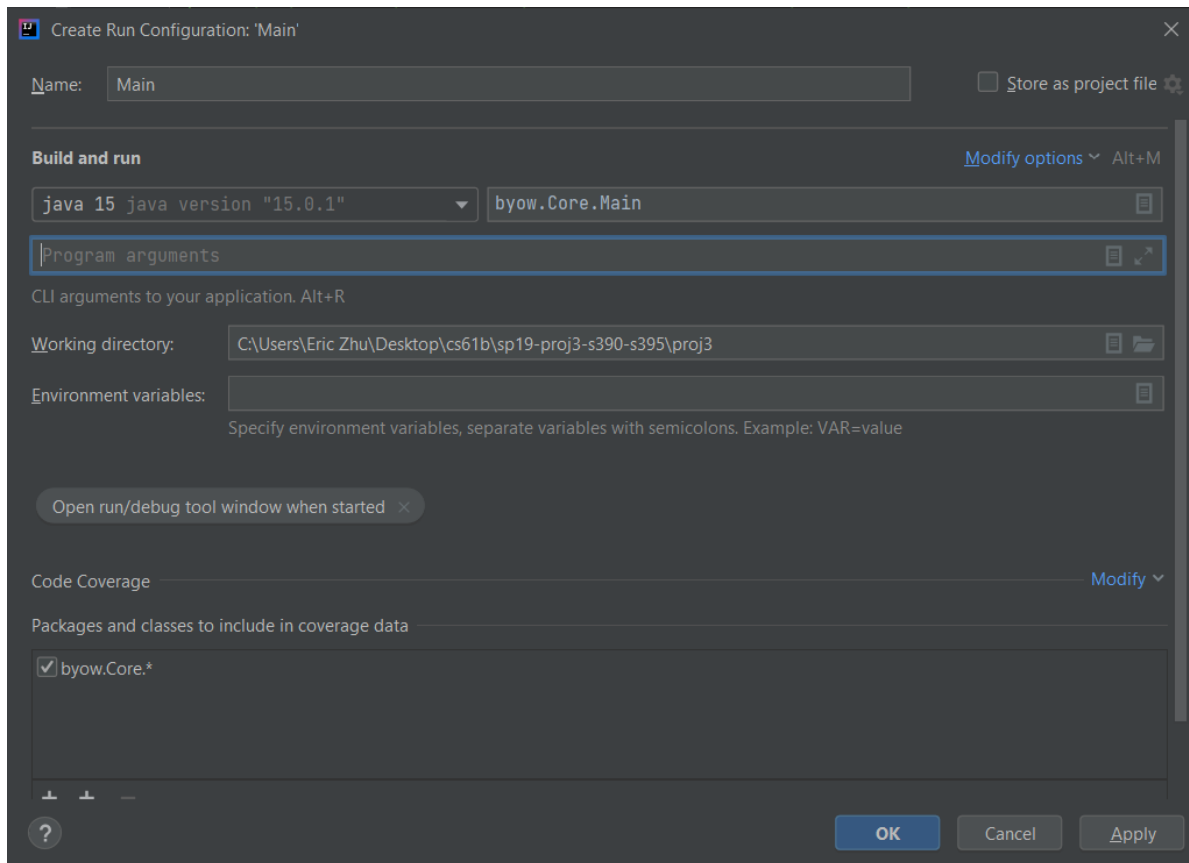 Create Run Configuration: 'Main'
Name: Main Store as project file
Build and run Modify options Alt+M
java 15 java version "15.0.1" byow.Core.Main
Program arguments
CLI arguments to your application. Alt+R
Working directory: C:\Users\Eric Zhu\Desktop\cs61b\sp19-proj3-s390-s395\proj3
Environment variables:
Specify environment variables, separate variables with semicolons. Example: VAR=value
Open run/debug tool window when started ×
Code Coverage Modify
Packages and classes to include in coverage data
byow.Core.*
? OK Cancel Apply